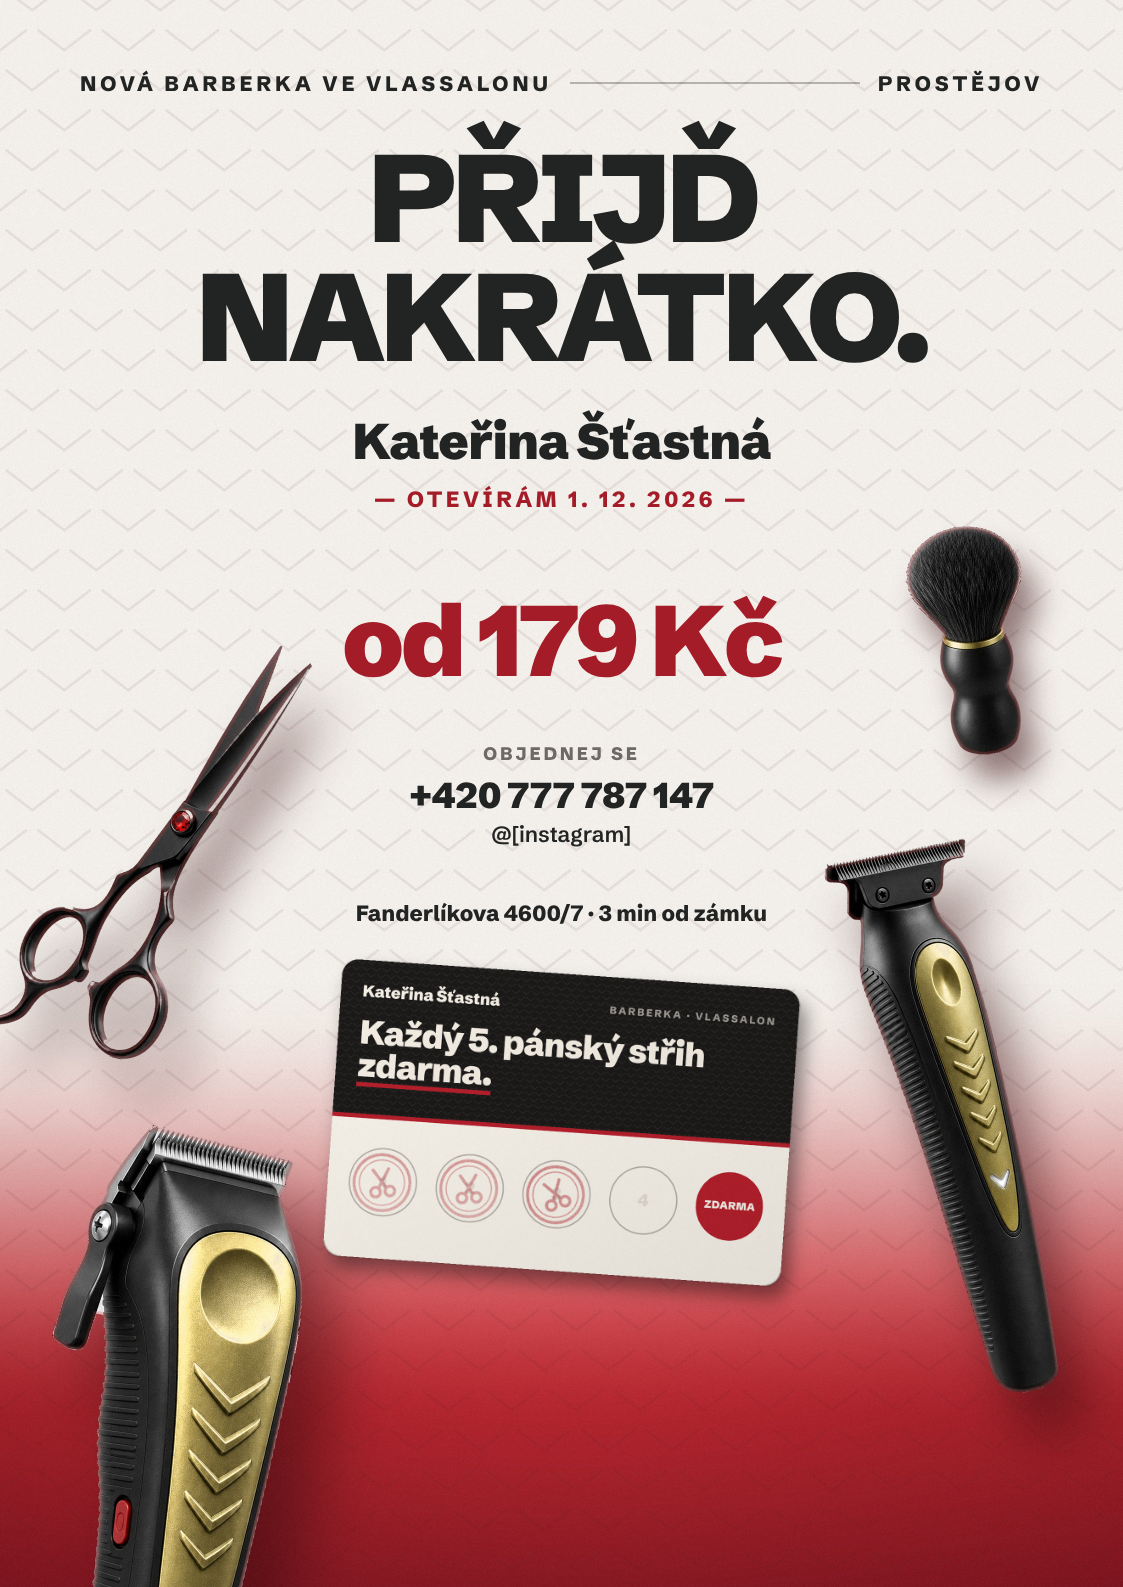 NOVÁ BARBERKA VE VLASSALONU PROSTĚJOV
PŘIJĎ
NAKRÁTKO.
Kateřina Šťastná
— OTEVÍRÁM 1. 12. 2026 —
od 179 Kč
OBJEDNEJ SE
+420 777 787 147
@[instagram]
Fanderlíkova 4600/7 · 3 min od zámku
Kateřina Šťastná
BARBERKA · VLASSALON
Každý 5. pánský střih
zdarma.
4
ZDARMA